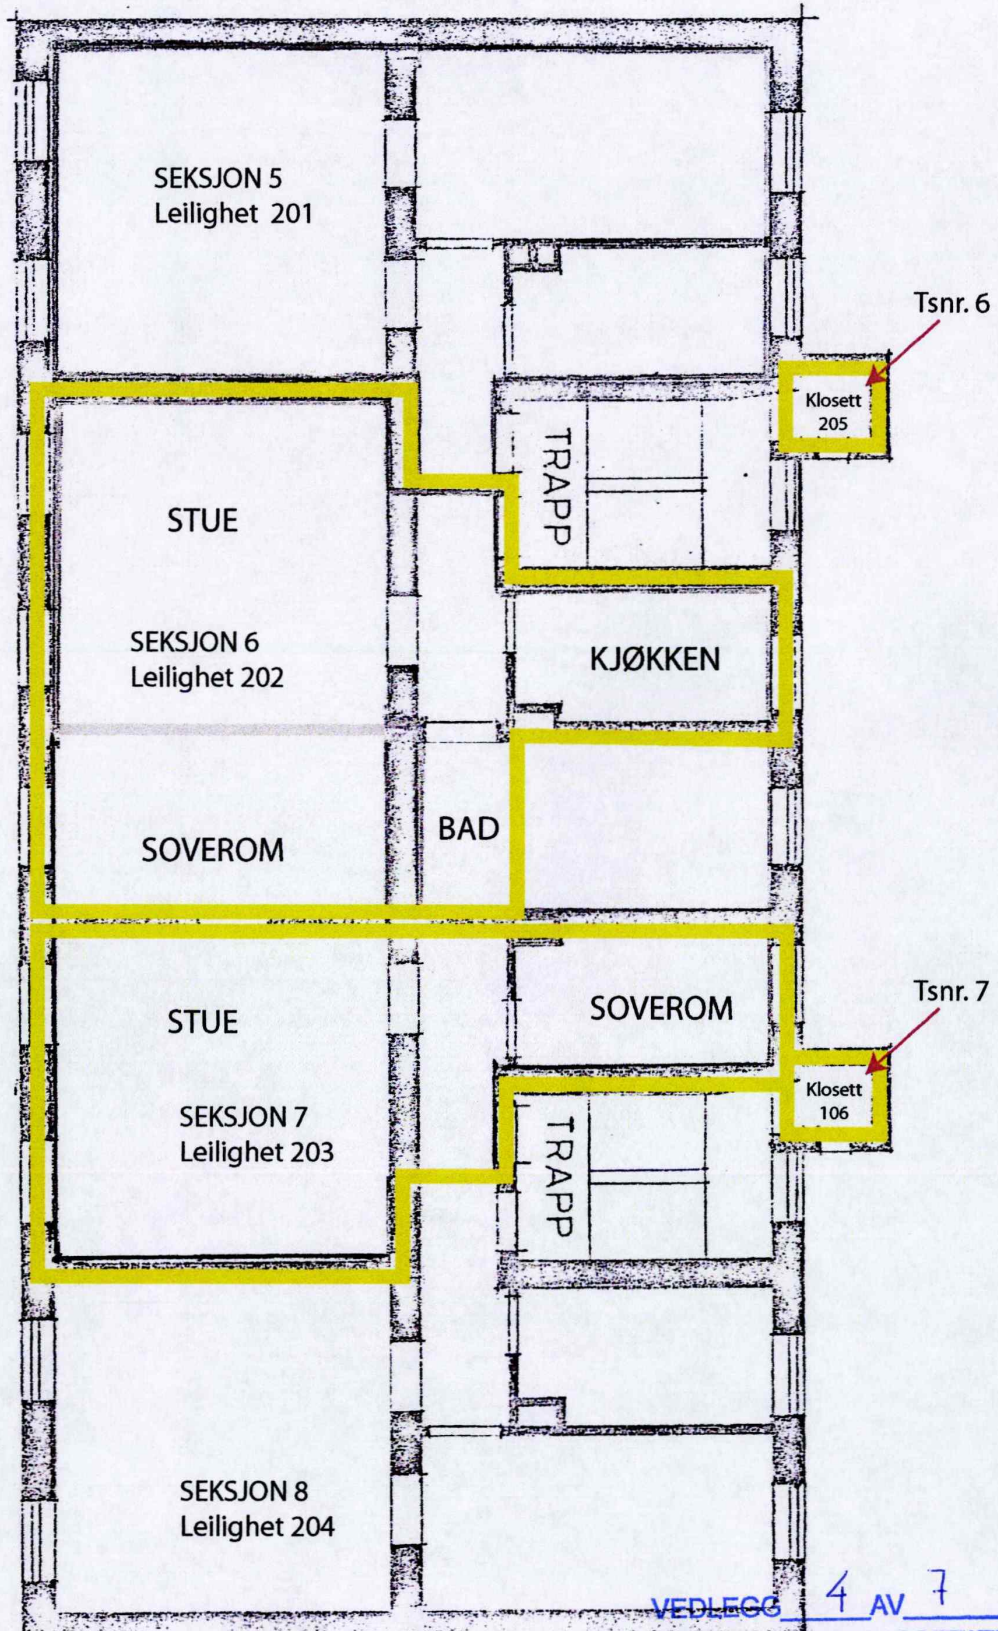 SEKSJON 5
Leilighet 201
Tsnr. 6
Klosett
205
TRAPP
STUE
SEKSJON 6
Leilighet 202
KJØKKEN
SOVEROM
BAD
STUE
SOVEROM
Tsnr. 7
Klosett
106
SEKSJON 7
Leilighet 203
TRAPP
SEKSJON 8
Leilighet 204
VEDLEGG 4 AV 7